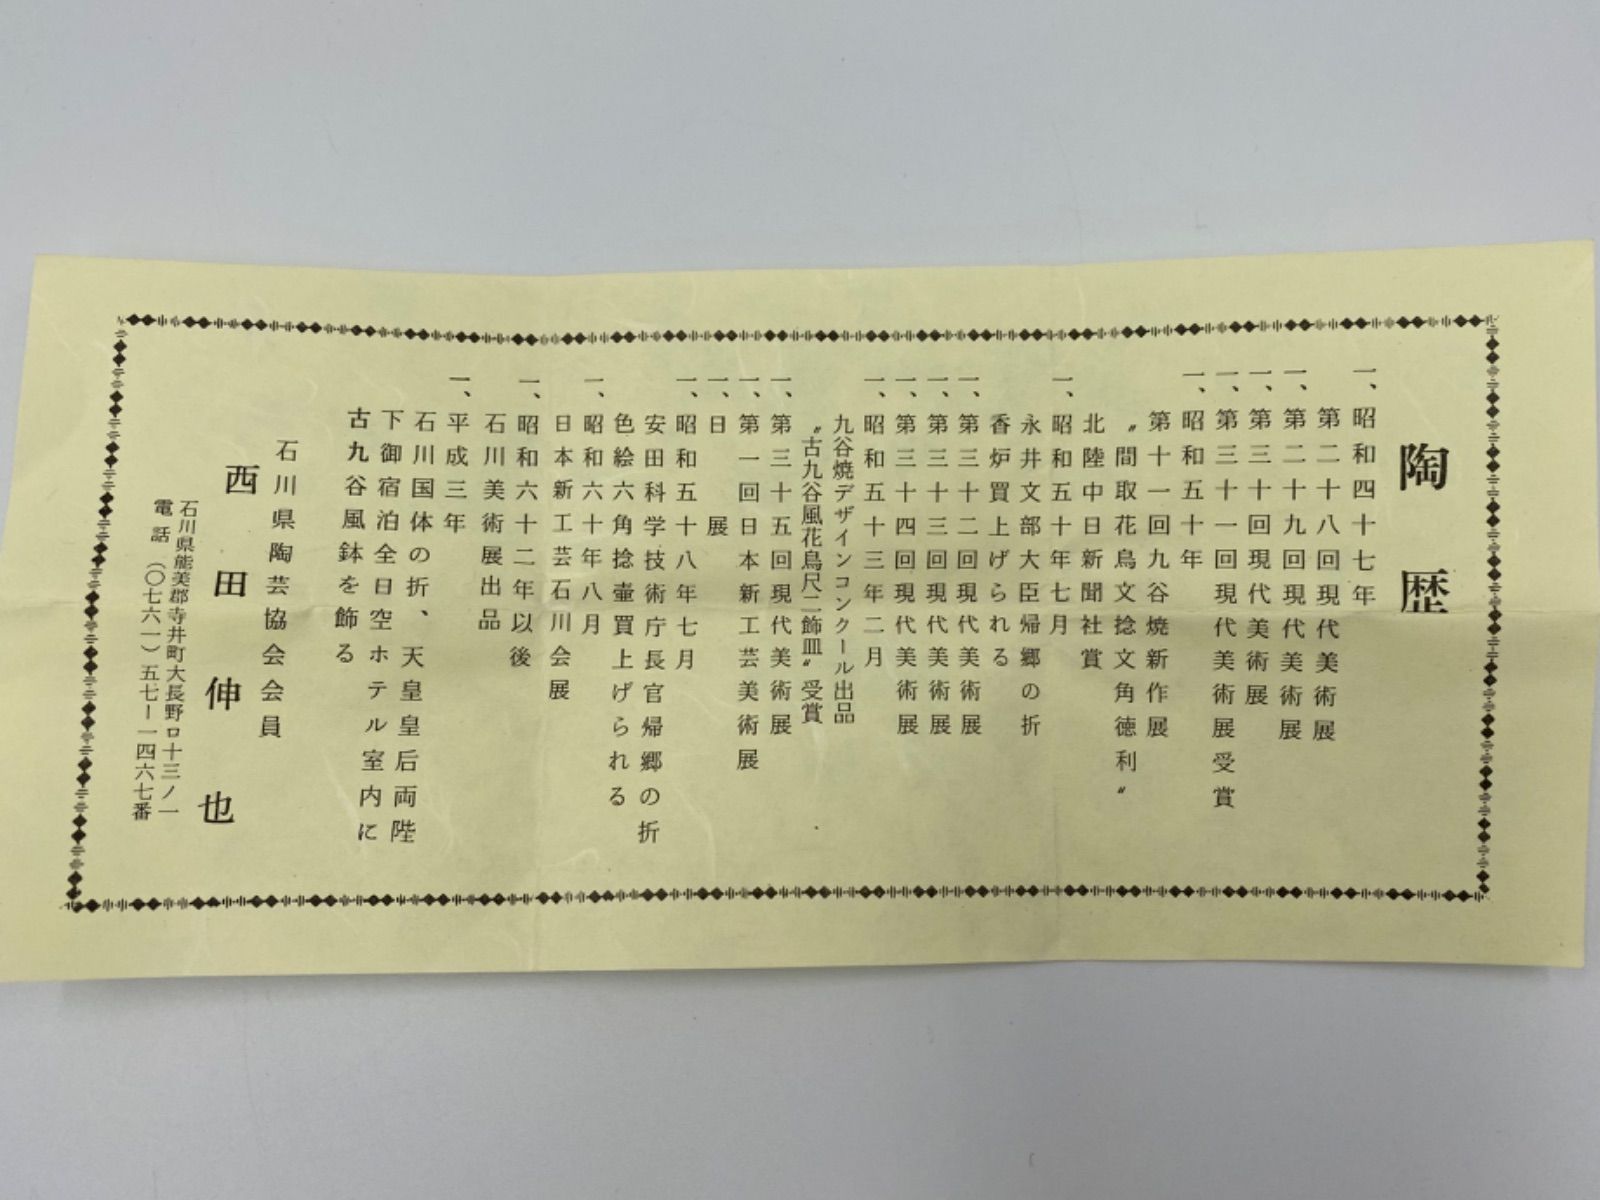 陶歴
一、昭和四十七年
第二十八回現代美術展
一、第二十九回現代美術展
一、第三十回現代美術展
一、第三十一回現代美術展受賞
一、昭和五十年
第十一回九谷焼新作展
〝間取花鳥文捻文角徳利〟
北陸中日新聞社賞
一、昭和五十年七月
永井文部大臣帰郷の折
香炉買上げられる
一、第三十二回現代美術展
一、第三十三回現代美術展
一、第三十四回現代美術展
一、昭和五十三年二月
九谷焼デザインコンクール出品
〝古九谷風花鳥尺二飾皿〟受賞
一、第三十五回現代美術展
一、第一回日本新工芸美術展
一、日展
一、昭和五十八年七月
安田科学技術庁長官帰郷の折
色絵六角捻壷買上げられる
一、昭和六十年八月
日本新工芸石川会展
一、昭和六十二年以後
石川美術展出品
一、平成三年
石川国体の折、天皇皇后両陛
下御宿泊全日空ホテル室内に
古九谷風鉢を飾る
石川県陶芸協会会員
西田伸也
石川県能美郡寺井町大長野ロ十三ノ一
電話(〇七六一)五七ー一四六七番